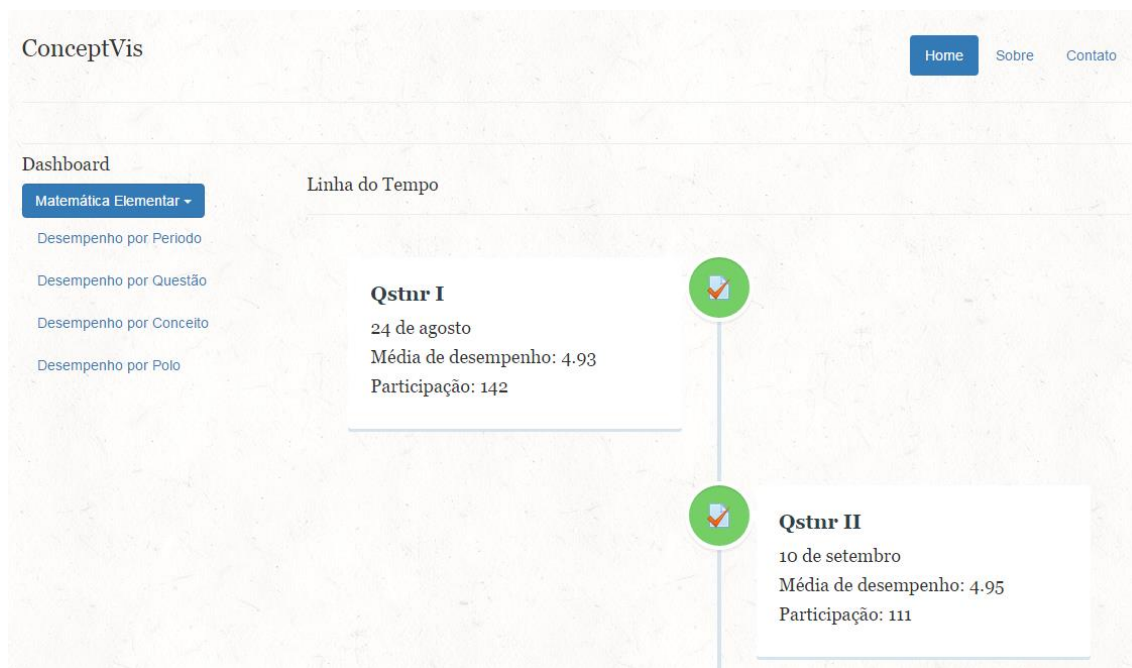 ConceptVis
Home Sobre Contato
Dashboard
Matemática Elementar
Desempenho por Periodo
Desempenho por Questão
Desempenho por Conceito
Desempenho por Polo
Linha do Tempo
Qstnr I
24 de agosto
Média de desempenho: 4.93
Participação: 142
Qstnr II
10 de setembro
Média de desempenho: 4.95
Participação: 111